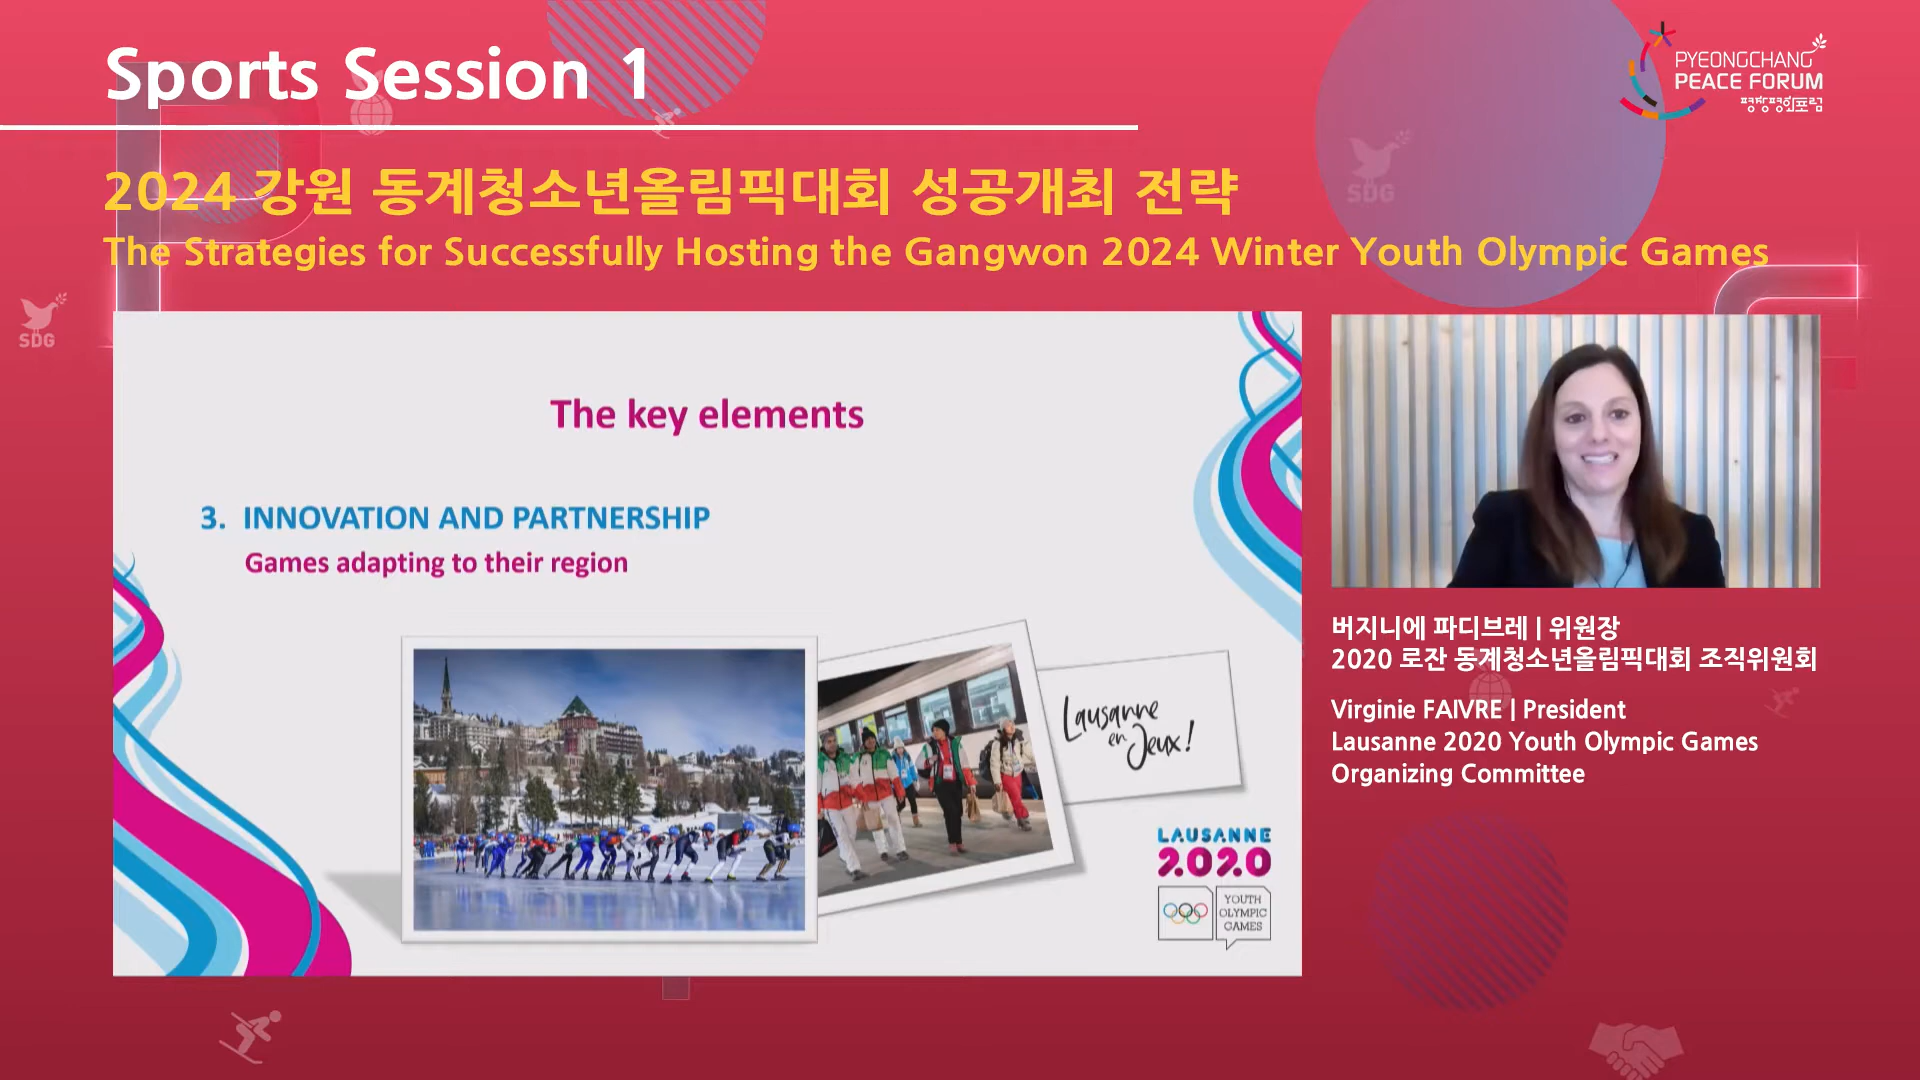 Sports Session 1
PYEONGCHANG
PEACE FORUM
평창평화포럼
2024 강원 동계청소년올림픽대회 성공개최 전략
The Strategies for Successfully Hosting the Gangwon 2024 Winter Youth Olympic Games
SDG
SDG
The key elements
3. INNOVATION AND PARTNERSHIP
Games adapting to their region
Lausanne
en Jeux!
LAUSANNE
2020
YOUTH
OLYMPIC
GAMES
버지니에 파디브레 | 위원장
2020 로잔 동계청소년올림픽대회 조직위원회
Virginie FAIVRE | President
Lausanne 2020 Youth Olympic Games
Organizing Committee